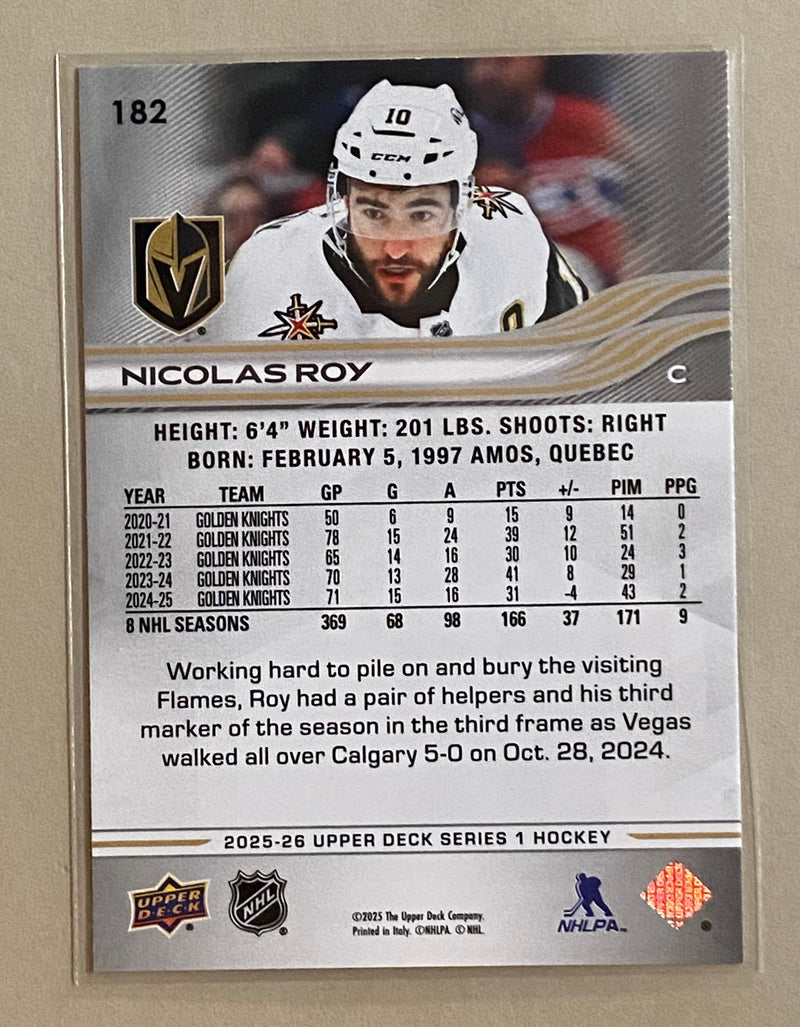 182
10
CCM
V
NICOLAS ROY
C
HEIGHT: 6'4" WEIGHT: 201 LBS. SHOOTS: RIGHT
BORN: FEBRUARY 5, 1997 AMOS, QUEBEC
YEAR TEAM GP G A PTS +/- PIM PPG
2020-21 GOLDEN KNIGHTS 50 6 9 15 9 14 0
2021-22 GOLDEN KNIGHTS 78 15 24 39 12 51 2
2022-23 GOLDEN KNIGHTS 65 14 16 30 10 24 3
2023-24 GOLDEN KNIGHTS 70 13 28 41 8 29 1
2024-25 GOLDEN KNIGHTS 71 15 16 31 -4 43 2
8 NHL SEASONS 369 68 98 166 37 171 9
Working hard to pile on and bury the visiting
Flames, Roy had a pair of helpers and his third
marker of the season in the third frame as Vegas
walked all over Calgary 5-0 on Oct. 28, 2024.
2025-26 UPPER DECK SERIES 1 HOCKEY
UPPER DECK ® NHL ®
©2025 The Upper Deck Company.
Printed in Italy. ©NHLPA. © NHL.
NHLPA™